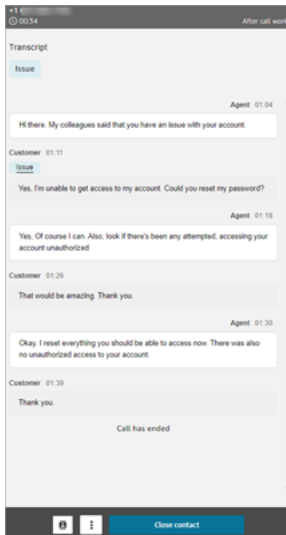 +1
00:54 After call work
Transcript
Issue
Agent 01:04
Hi there. My colleagues said that you have an issue with your account.
Customer 01:11
Issue
Yes, I'm unable to get access to my account. Could you reset my password?
Agent 01:18
Yes, Of course I can. Also, look if there's been any attempted, accessing your
account unauthorized
Customer 01:26
That would be amazing. Thank you.
Agent 01:30
Okay. I reset everything you should be able to access now. There was also
no unauthorized access to your account.
Customer 01:39
Thank you.
Call has ended
Close contact